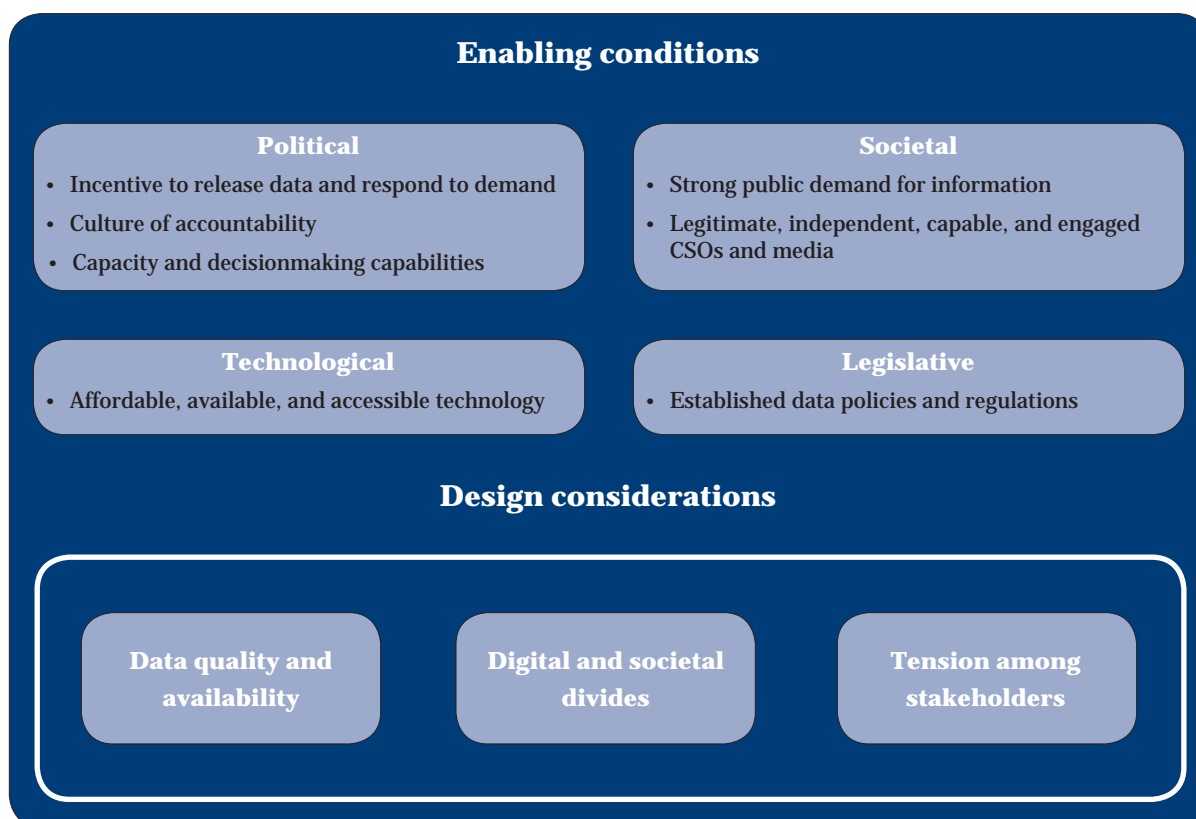 Enabling conditions
Political
• Incentive to release data and respond to demand
• Culture of accountability
• Capacity and decisionmaking capabilities
Societal
• Strong public demand for information
• Legitimate, independent, capable, and engaged
CSOs and media
Technological
• Affordable, available, and accessible technology
Legislative
• Established data policies and regulations
Design considerations
Data quality and
availability
Digital and societal
divides
Tension among
stakeholders